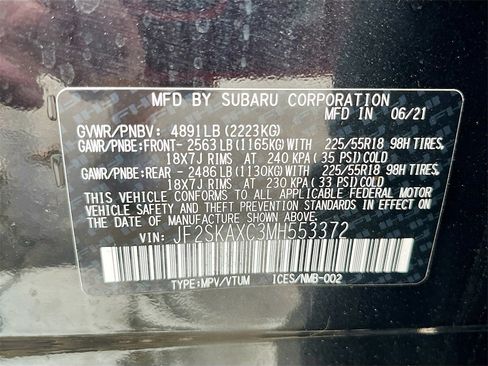 MFD BY SUBARU CORPORATION
MFD IN 06/21
GVWR/PNBV: 4891LB (2223KG)
GAWR/PNBE:FRONT- 2563LB (1165KG)WITH 225/55R18 98H TIRES,
18X7J RIMS AT 240 KPA (35 PSI)COLD
GAWR/PNBE:REAR - 2486LB (1130KG)WITH 225/55R18 98H TIRES,
18X7J RIMS AT 230 KPA (33 PSI)COLD
THIS VEHICLE CONFORMS TO ALL APPLICABLE FEDERAL MOTOR
VEHICLE SAFETY AND THEFT PREVENTION STANDARDS IN EFFECT ON
THE DATE OF MANUFACTURE SHOWN ABOVE.
VIN: JF2SKAXC3MH553372
TYPE:MPV/VTUM ICES/NMB-002